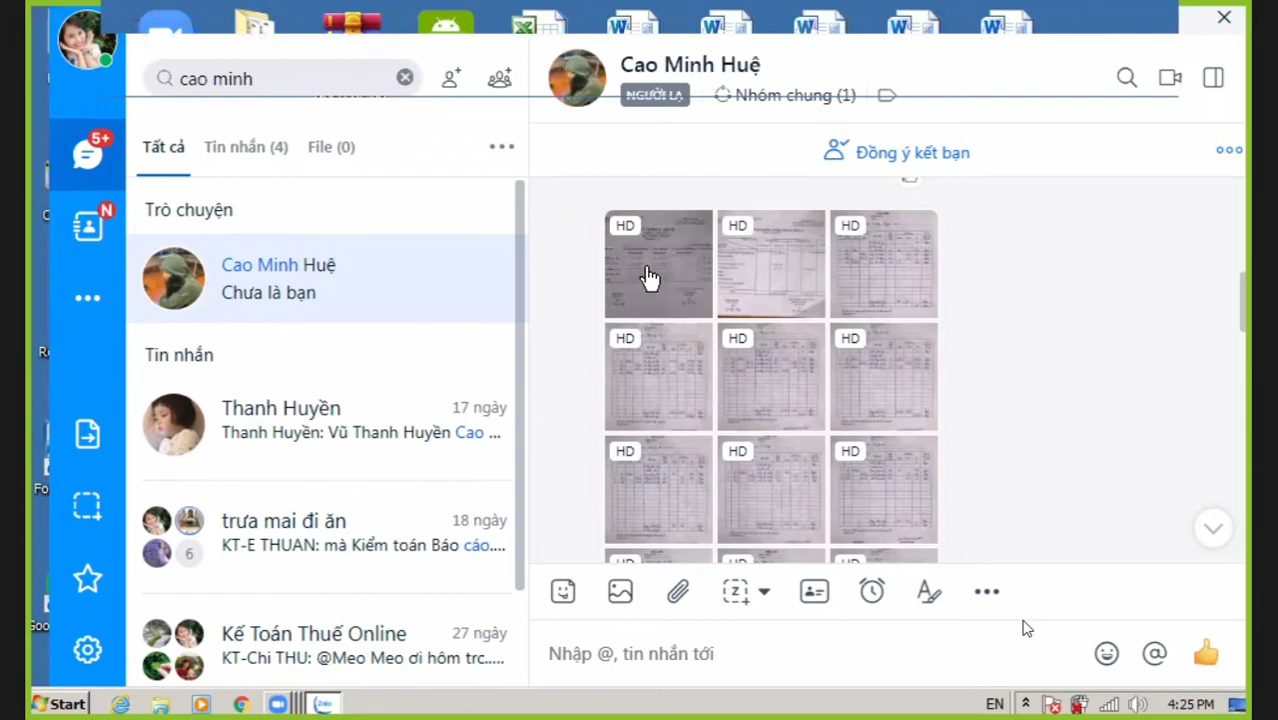 cao minh
5+
N
Tất cả
Tin nhắn (4)
File (0)
Trò chuyện
Cao Minh Huệ
Chưa là bạn
Tin nhắn
Thanh Huyền
17 ngày
Thanh Huyền: Vũ Thanh Huyền Cao ...
trưa mai đi ăn
18 ngày
6
KT-E THUAN: mà Kiểm toán Báo cáo....
Kế Toán Thuế Online
27 ngày
KT-Chi THU: @Meo Meo ơi hôm trc.....
Cao Minh Huệ
NGƯỜI LẠ
Nhóm chung (1)
Đồng ý kết bạn
HD
HD
HD
HD
HD
HD
HD
HD
HD
Z
Nhập @, tin nhắn tới
Start
Zalo
EN
4:25 PM